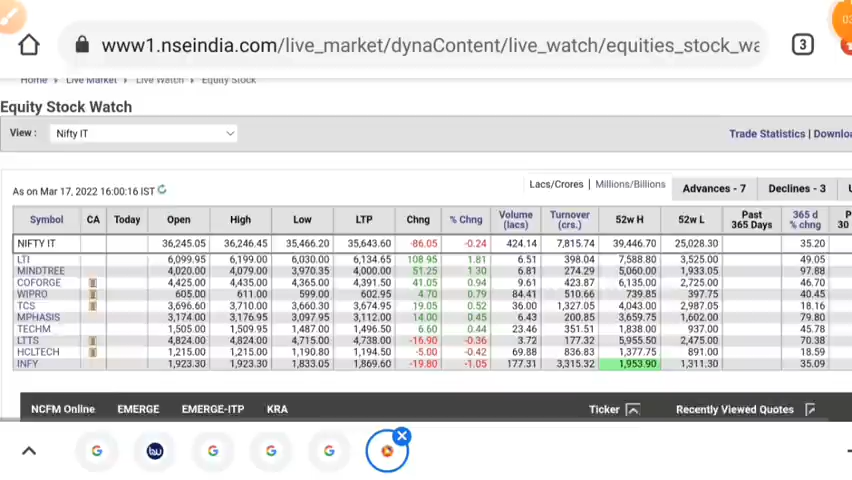 www1.nseindia.com/live_market/dynaContent/live_watch/equities_stock_wa
3
Home Live Market Live Watch Equity Stock
Equity Stock Watch
View : Nifty IT
Trade Statistics | Downloa
As on Mar 17, 2022 16:00:16 IST
Lacs/Crores | Millions/Billions Advances - 7 Declines - 3
Symbol CA Today Open High Low LTP Chng % Chng Volume (lacs) Turnover (crs.) 52w H 52w L Past 365 Days 365 d % chng 30
NIFTY IT 36,245.05 36,246.45 35,466.20 35,643.60 -86.05 -0.24 424.14 7,815.74 39,446.70 25,028.30 35.20
LTI 6,099.95 6,199.00 6,030.00 6,134.65 108.95 1.81 6.51 398.04 7,588.80 3,525.00 49.05
MINDTREE 4,020.00 4,079.00 3,970.35 4,000.00 51.25 1.30 6.81 274.29 5,060.00 1,933.05 97.88
COFORGE 4,425.00 4,435.00 4,365.00 4,391.50 41.05 0.94 9.61 423.87 6,135.00 2,725.00 46.70
WIPRO 605.00 611.00 599.00 602.95 4.70 0.79 84.41 510.66 739.85 397.75 40.45
TCS 3,696.60 3,710.00 3,660.30 3,674.95 19.05 0.52 36.00 1,327.05 4,043.00 2,987.05 18.16
MPHASIS 3,174.00 3,176.95 3,097.95 3,112.00 14.00 0.45 6.43 200.85 3,659.75 1,602.00 79.80
TECHM 1,505.00 1,509.95 1,487.00 1,496.50 6.60 0.44 23.46 351.51 1,838.00 937.00 45.78
LTTS 4,824.00 4,824.00 4,715.00 4,738.00 -16.90 -0.36 3.72 177.32 5,955.50 2,475.00 70.38
HCLTECH 1,215.00 1,215.00 1,190.80 1,194.50 -5.00 -0.42 69.88 836.83 1,377.75 891.00 18.59
INFY 1,923.30 1,923.30 1,833.05 1,869.60 -19.80 -1.05 177.31 3,315.32 1,953.90 1,311.30 35.09
NCFM Online EMERGE EMERGE-ITP KRA Ticker Recently Viewed Quotes